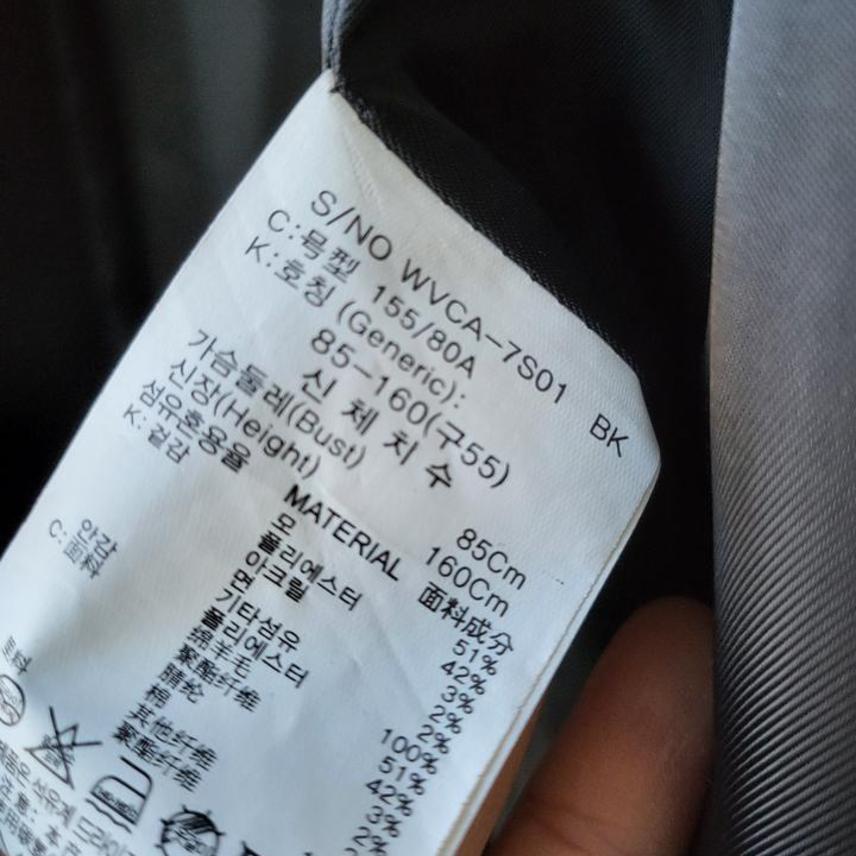 S/NO WVCA-7S01 BK
C:号型 155/80A
K:호칭 (Generic):
85-160(구55)
신 체 치 수
가슴둘레(Bust) 85Cm
신장(Height) 160Cm
섬유혼용율 MATERIAL 面料成分
K: 겉감 모 51%
폴리에스터 42%
아크릴 3%
면 2%
기타섬유 2%
안감 폴리에스터 100%
C:面料 绵羊毛 51%
聚酯纤维 42%
腈纶 3%
棉 2%
其他纤维
聚酯纤维